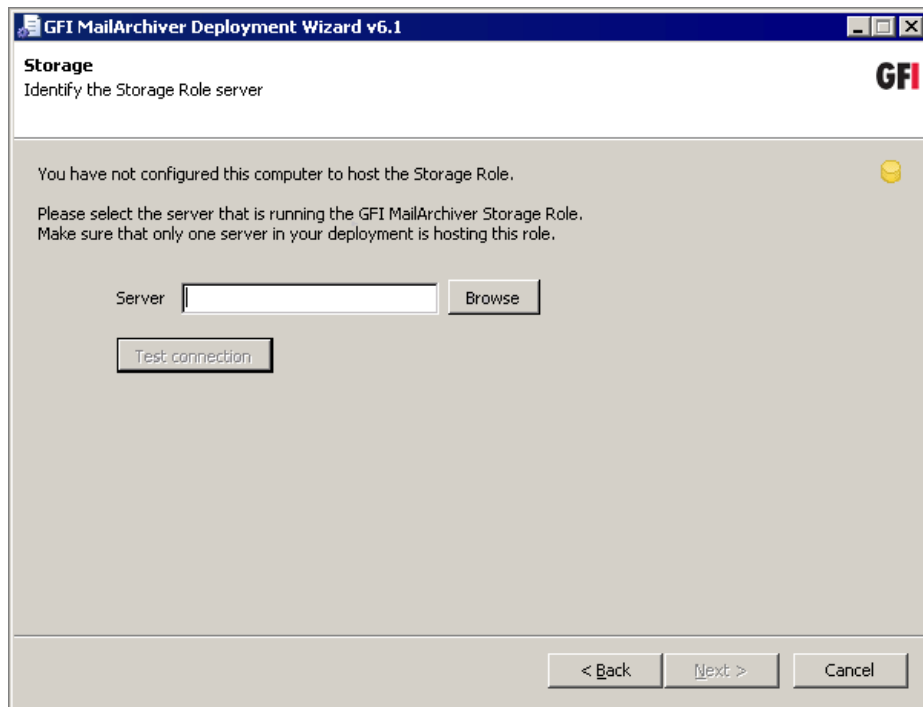 GFI MailArchiver Deployment Wizard v6.1
Storage
Identify the Storage Role server
GFI
You have not configured this computer to host the Storage Role.
Please select the server that is running the GFI MailArchiver Storage Role.
Make sure that only one server in your deployment is hosting this role.
Server
Browse
Test connection
< Back
Next >
Cancel